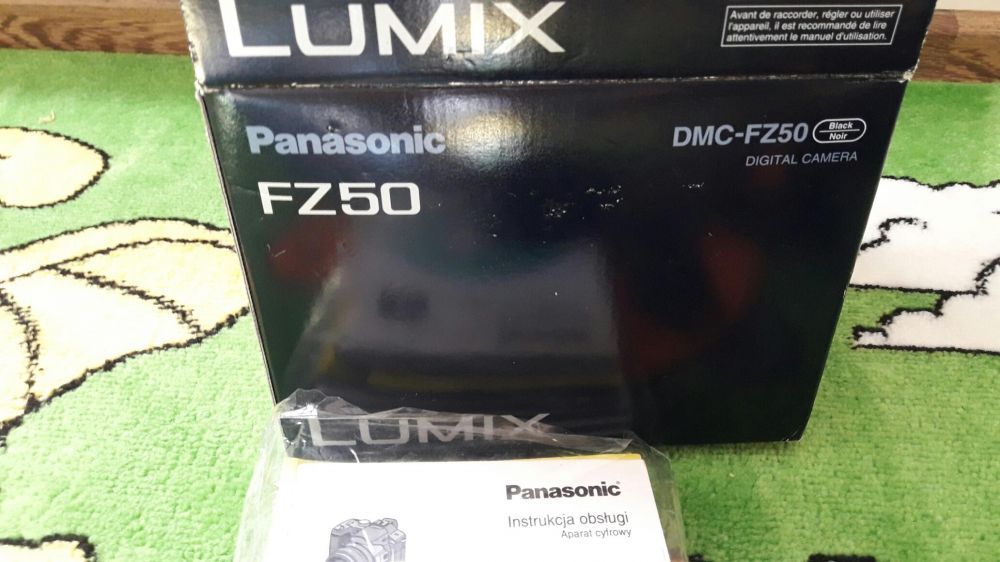 LUMIX
Avant de raccorder, régler ou utiliser
l'appareil, il est recommandé de lire
attentivement le manuel d'utilisation.
Panasonic
DMC-FZ50 Black
Noir
DIGITAL CAMERA
FZ50
LUMIX
Panasonic
Instrukcja obsługi
Aparat cyfrowy